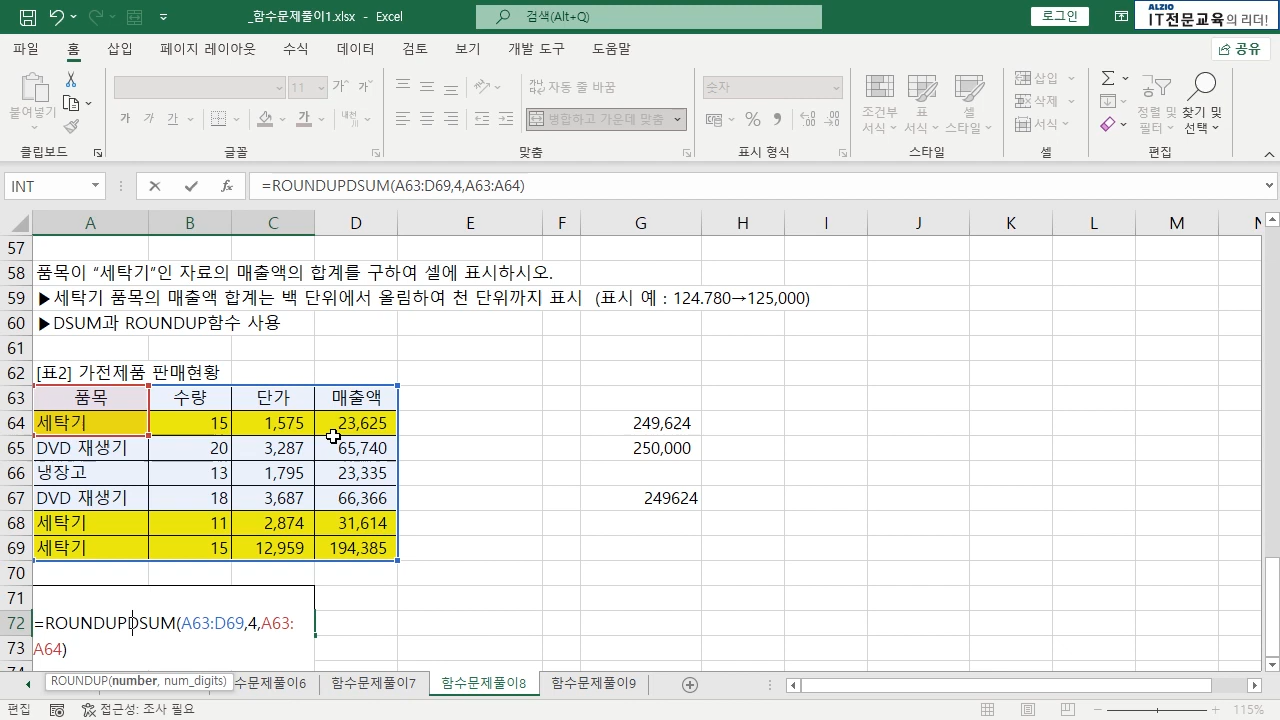 _함수문제풀이1.xlsx - Excel
검색(Alt+Q)
로그인
ALZIO
IT전문교육의 리더!
파일 홈 삽입 페이지 레이아웃 수식 데이터 검토 보기 개발 도구 도움말
공유
붙여넣기
11
가 가
가 가 가
가
내천
자동 줄 바꿈
병합하고 가운데 맞춤
숫자
조건부 서식
표 서식
셀 스타일
삽입
삭제
서식
정렬 및 필터
찾기 및 선택
클립보드 글꼴 맞춤 표시 형식 스타일 셀 편집
INT
=ROUNDUPDSUM(A63:D69,4,A63:A64)
A B C D E F G H I J K L M N
57
58 품목이 “세탁기”인 자료의 매출액의 합계를 구하여 셀에 표시하시오.
59 ▶세탁기 품목의 매출액 합계는 백 단위에서 올림하여 천 단위까지 표시 (표시 예 : 124.780→125,000)
60 ▶DSUM과 ROUNDUP함수 사용
61
62 [표2] 가전제품 판매현황
63 품목 수량 단가 매출액
64 세탁기 15 1,575 23,625 249,624
65 DVD 재생기 20 3,287 65,740 250,000
66 냉장고 13 1,795 23,335
67 DVD 재생기 18 3,687 66,366 249624
68 세탁기 11 2,874 31,614
69 세탁기 15 12,959 194,385
70
71
72 =ROUNDUPDSUM(A63:D69,4,A63:
73 A64)
74
ROUNDUP(number, num_digits)
수문제풀이6 함수문제풀이7 함수문제풀이8 함수문제풀이9
편집 접근성: 조사 필요 115%